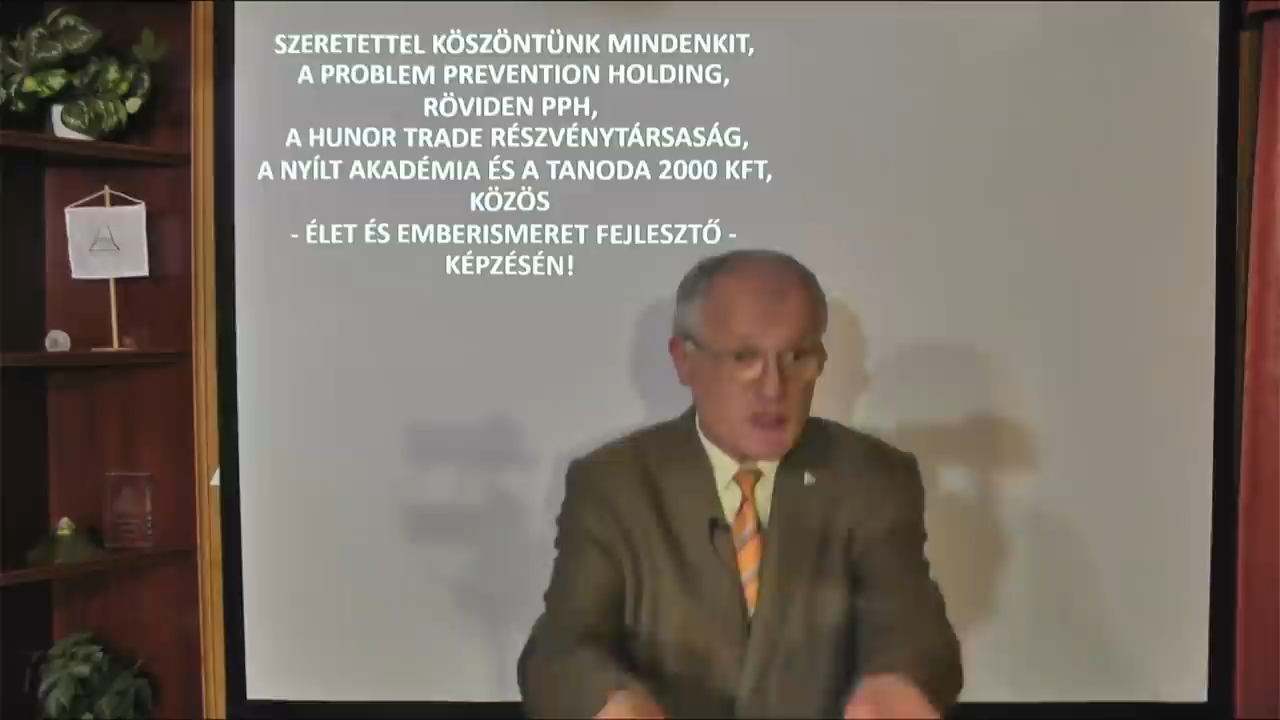 SZERETETTEL KÖSZÖNTÜNK MINDENKIT,
A PROBLEM PREVENTION HOLDING,
RÖVIDEN PPH,
A HUNOR TRADE RÉSZVÉNYTÁRSASÁG,
A NYÍLT AKADÉMIA ÉS A TANODA 2000 KFT,
KÖZÖS
- ÉLET ÉS EMBERISMERET FEJLESZTŐ -
KÉPZÉSÉN!